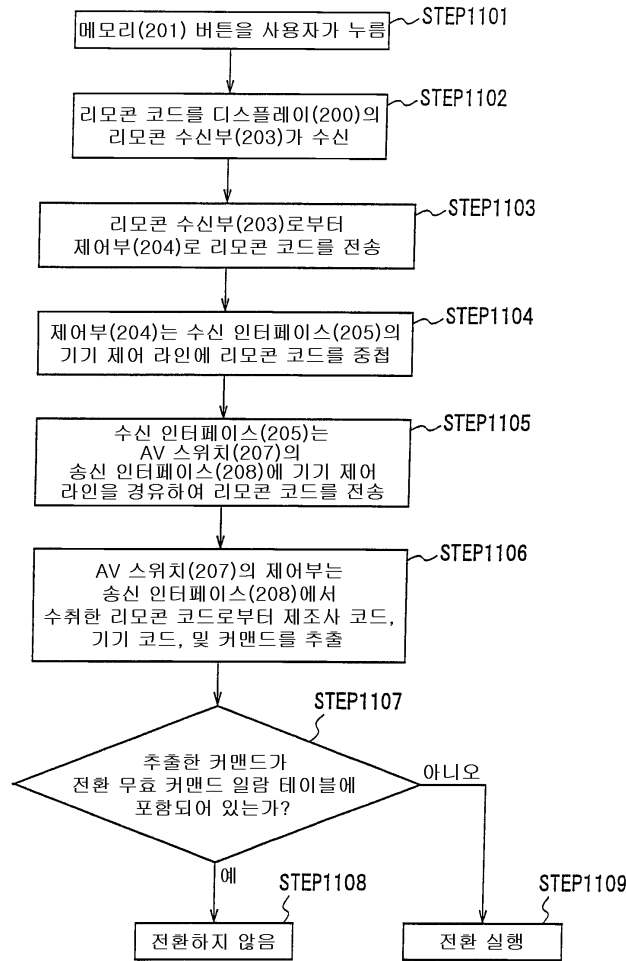 STEP1101
메모리(201) 버튼을 사용자가 누름
STEP1102
리모콘 코드를 디스플레이(200)의
리모콘 수신부(203)가 수신
STEP1103
리모콘 수신부(203)로부터
제어부(204)로 리모콘 코드를 전송
STEP1104
제어부(204)는 수신 인터페이스(205)의
기기 제어 라인에 리모콘 코드를 중첩
STEP1105
수신 인터페이스(205)는
AV 스위치(207)의
송신 인터페이스(208)에 기기 제어
라인을 경유하여 리모콘 코드를 전송
STEP1106
AV 스위치(207)의 제어부는
송신 인터페이스(208)에서
수취한 리모콘 코드로부터 제조사 코드,
기기 코드, 및 커맨드를 추출
STEP1107
추출한 커맨드가
전환 무효 커맨드 일람 테이블에
포함되어 있는가?
아니오
예
STEP1108
전환하지 않음
STEP1109
전환 실행